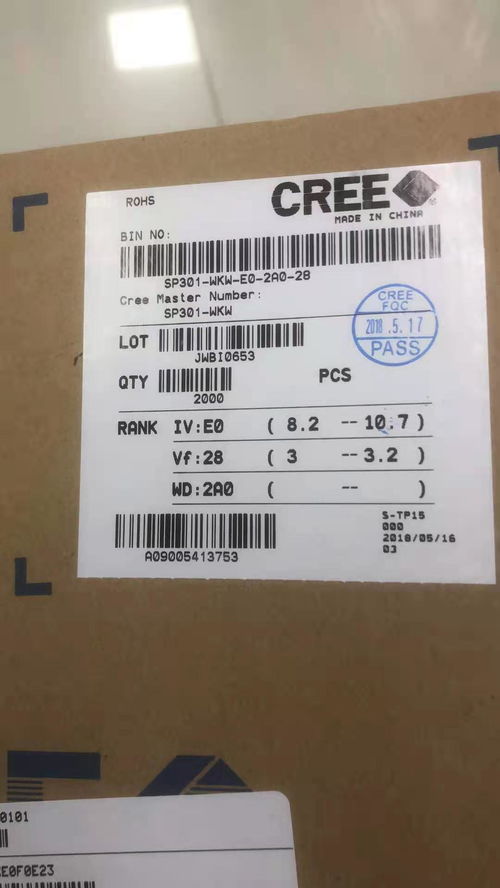 ROHS
CREE
MADE IN CHINA
BIN NO:
SP301-WKW-E0-2A0-28
Cree Master Number:
SP301-WKW
CREE
FQC
2018.5.17
PASS
LOT
JWBI0653
QTY
2000
PCS
RANK IV:E0 ( 8.2 -- 10.7 )
Vf:28 ( 3 -- 3.2 )
WD:2A0 ( -- )
A09005413753
S-TP15
000
2018/05/16
03
0101
E0F0E23